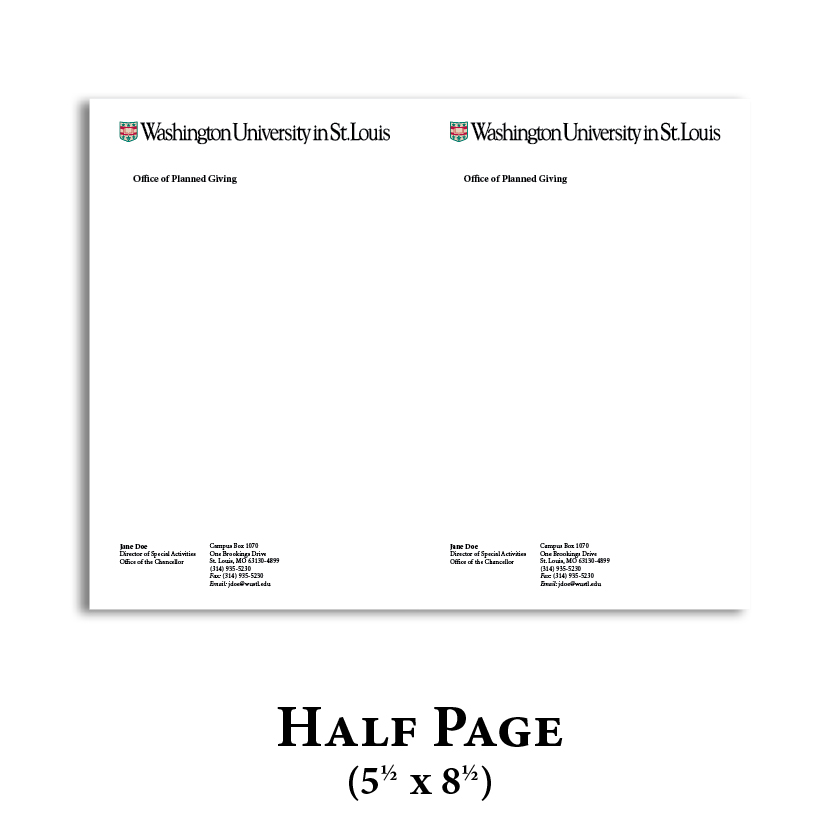 Washington University in St. Louis
Office of Planned Giving
Jane Doe
Director of Special Activities
Office of the Chancellor
Campus Box 1070
One Brookings Drive
St. Louis, MO 63130-4899
(314) 935-5230
Fax: (314) 935-5230
Email: jdoe@wustl.edu
Washington University in St. Louis
Office of Planned Giving
Jane Doe
Director of Special Activities
Office of the Chancellor
Campus Box 1070
One Brookings Drive
St. Louis, MO 63130-4899
(314) 935-5230
Fax: (314) 935-5230
Email: jdoe@wustl.edu
Half Page
(5½ x 8½)